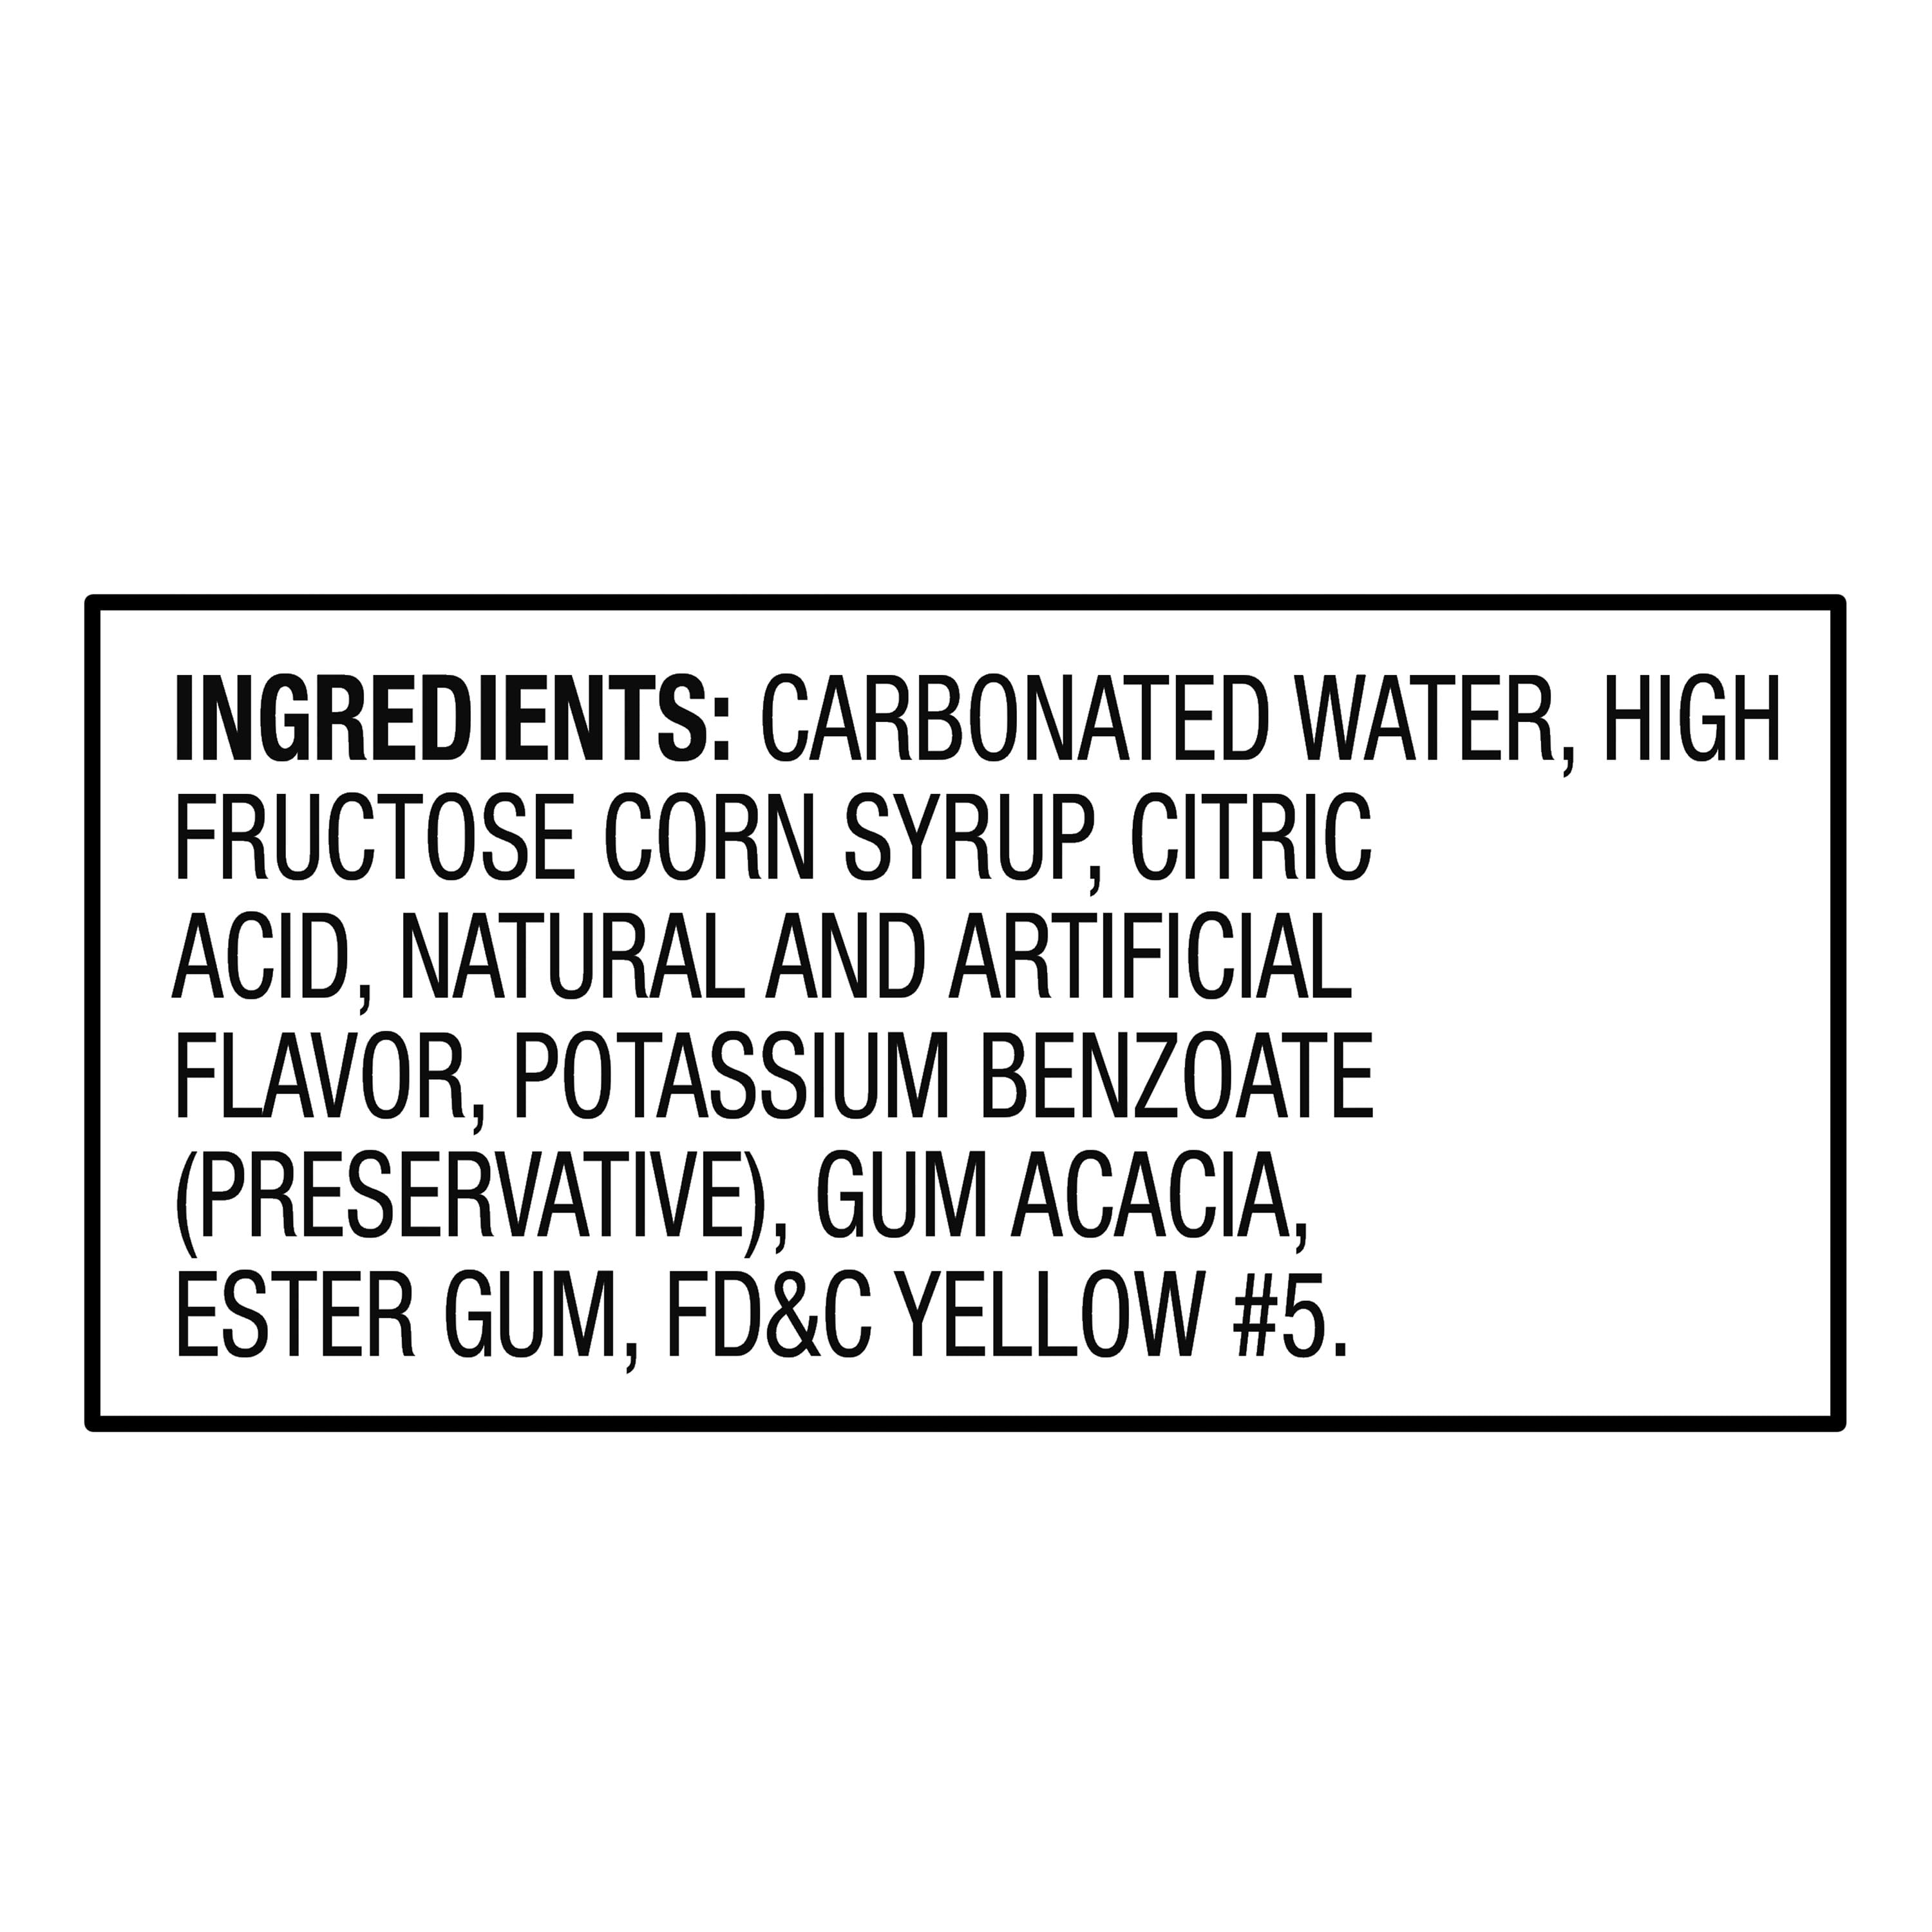 INGREDIENTS: CARBONATED WATER, HIGH
FRUCTOSE CORN SYRUP, CITRIC
ACID, NATURAL AND ARTIFICIAL
FLAVOR, POTASSIUM BENZOATE
(PRESERVATIVE), GUM ACACIA,
ESTER GUM, FD&C YELLOW #5.